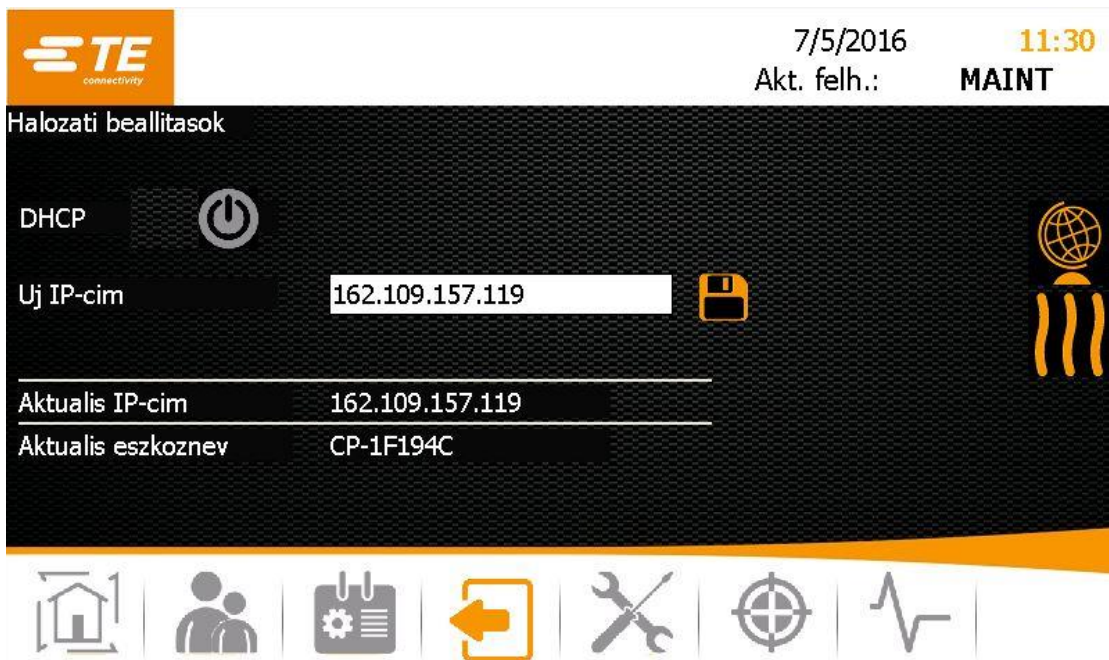 TE
connectivity
7/5/2016 11:30
Akt. felh.: MAINT
Halozati beallitasok
DHCP
Uj IP-cim 162.109.157.119
Aktualis IP-cim 162.109.157.119
Aktualis eszkoznev CP-1F194C